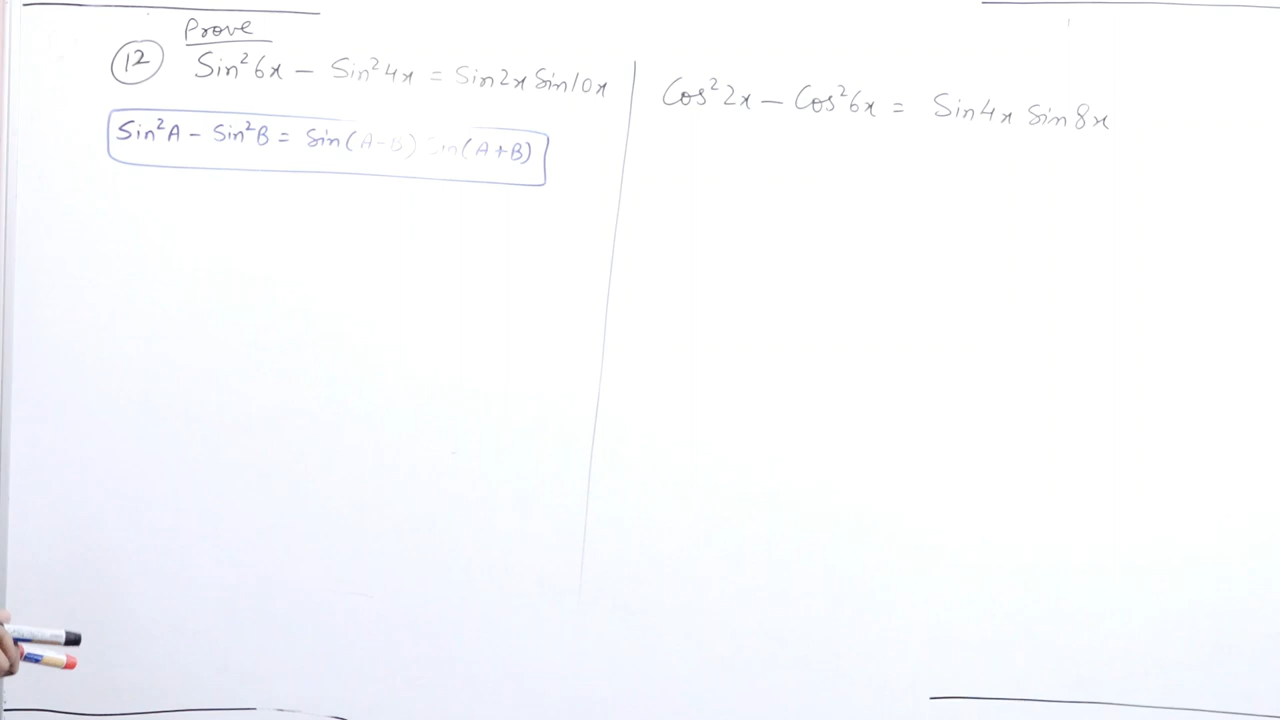 Prove
12 Sin²6x - Sin²4x = Sin2x Sin10x
Sin²A - Sin²B = Sin(A-B) Sin(A+B)
Cos²2x - Cos²6x = Sin4x Sin8x